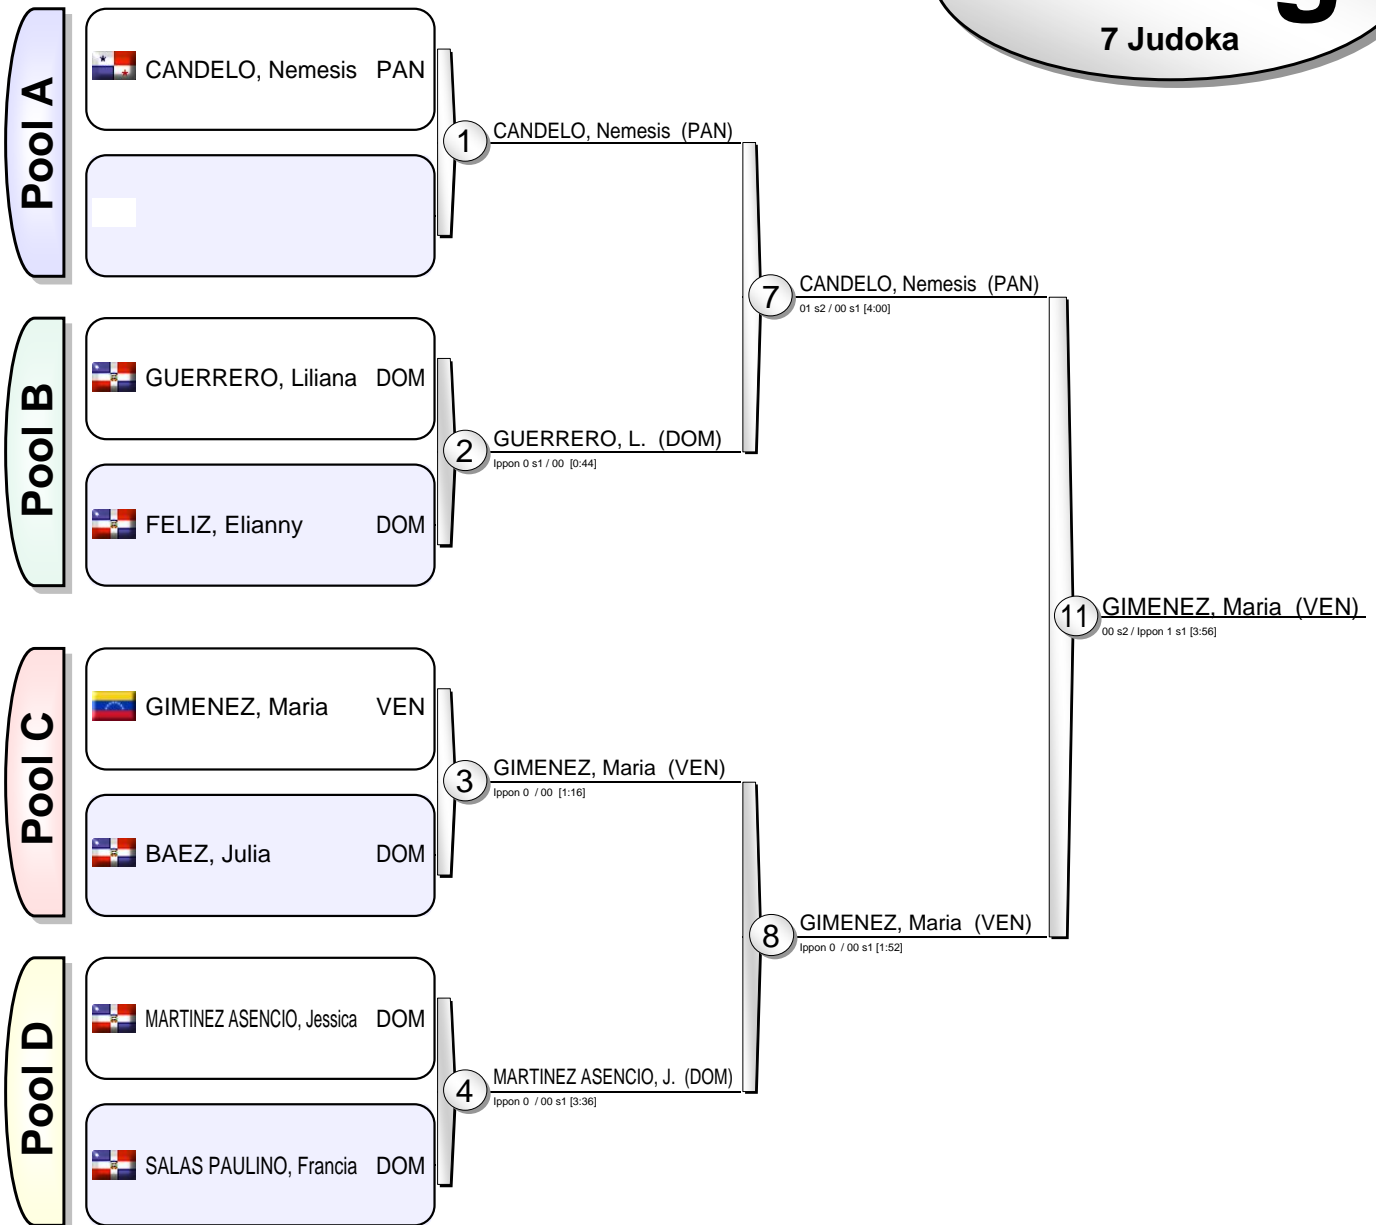 7 Judoka
Pool A
CANDELO, Nemesis PAN
1 CANDELO, Nemesis (PAN)
7 CANDELO, Nemesis (PAN)
01 s2 / 00 s1 [4:00]
Pool B
GUERRERO, Liliana DOM
FELIZ, Elianny DOM
2 GUERRERO, L. (DOM)
Ippon 0 s1 / 00 [0:44]
11 GIMENEZ, Maria (VEN)
00 s2 / Ippon 1 s1 [3:56]
Pool C
GIMENEZ, Maria VEN
BAEZ, Julia DOM
3 GIMENEZ, Maria (VEN)
Ippon 0 / 00 [1:16]
8 GIMENEZ, Maria (VEN)
Ippon 0 / 00 s1 [1:52]
Pool D
MARTINEZ ASENCIO, Jessica DOM
SALAS PAULINO, Francia DOM
4 MARTINEZ ASENCIO, J. (DOM)
Ippon 0 / 00 s1 [3:36]